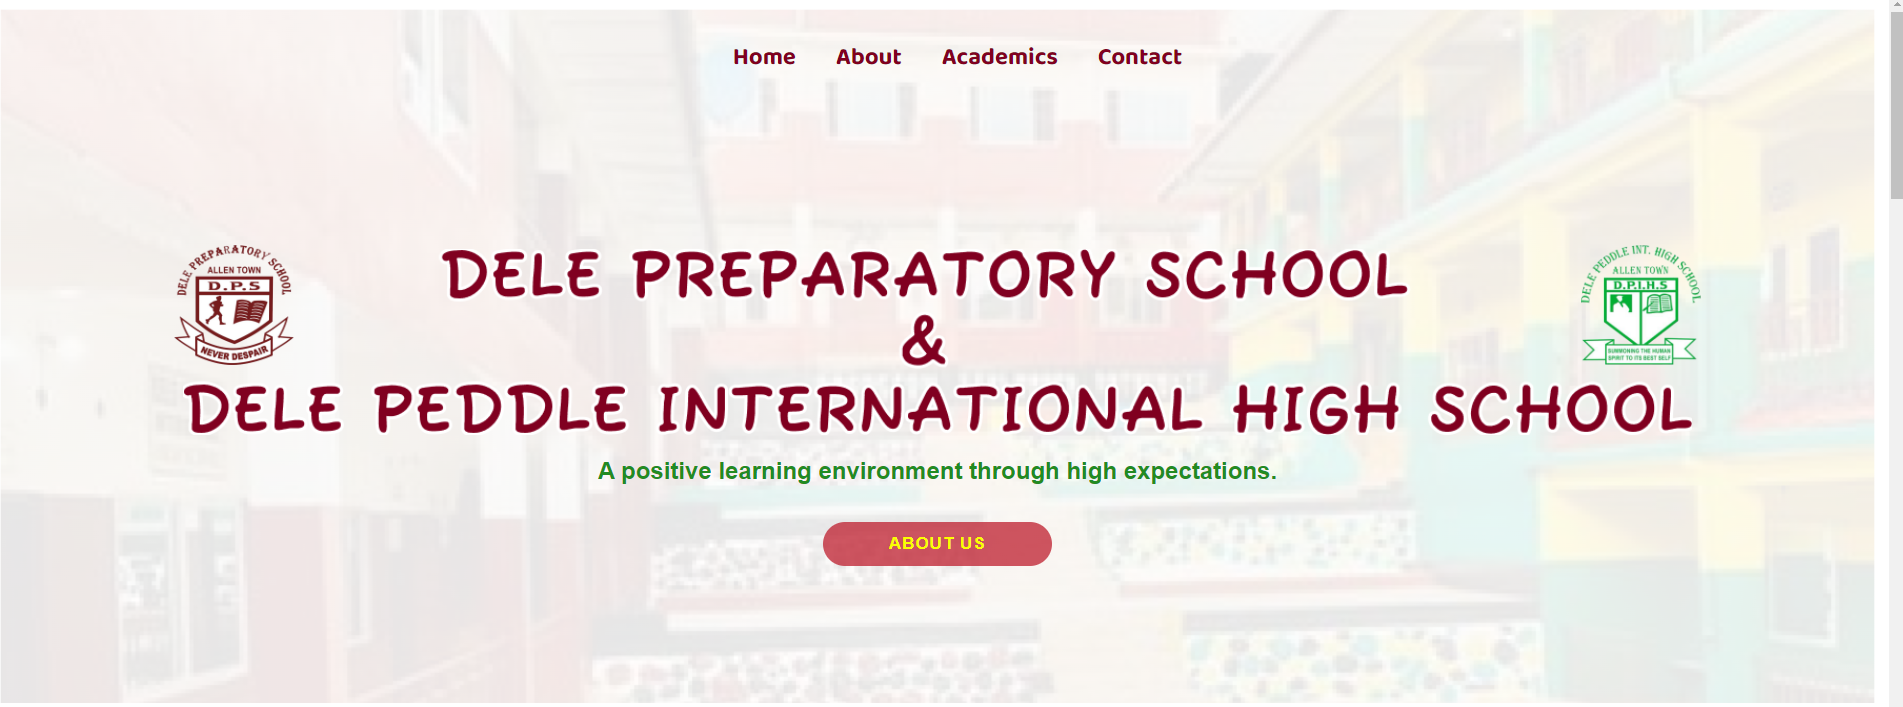 Home About Academics Contact
DELE PREPARATORY SCHOOL
ALLEN TOWN
D.P.S
NEVER DESPAIR
DELE PREPARATORY SCHOOL
&
DELE PEDDLE INTERNATIONAL HIGH SCHOOL
DELE PEDDLE INT. HIGH SCHOOL
ALLEN TOWN
D.P.I.H.S
SUMMONING THE HUMAN
SPIRIT TO ITS BEST SELF
A positive learning environment through high expectations.
ABOUT US